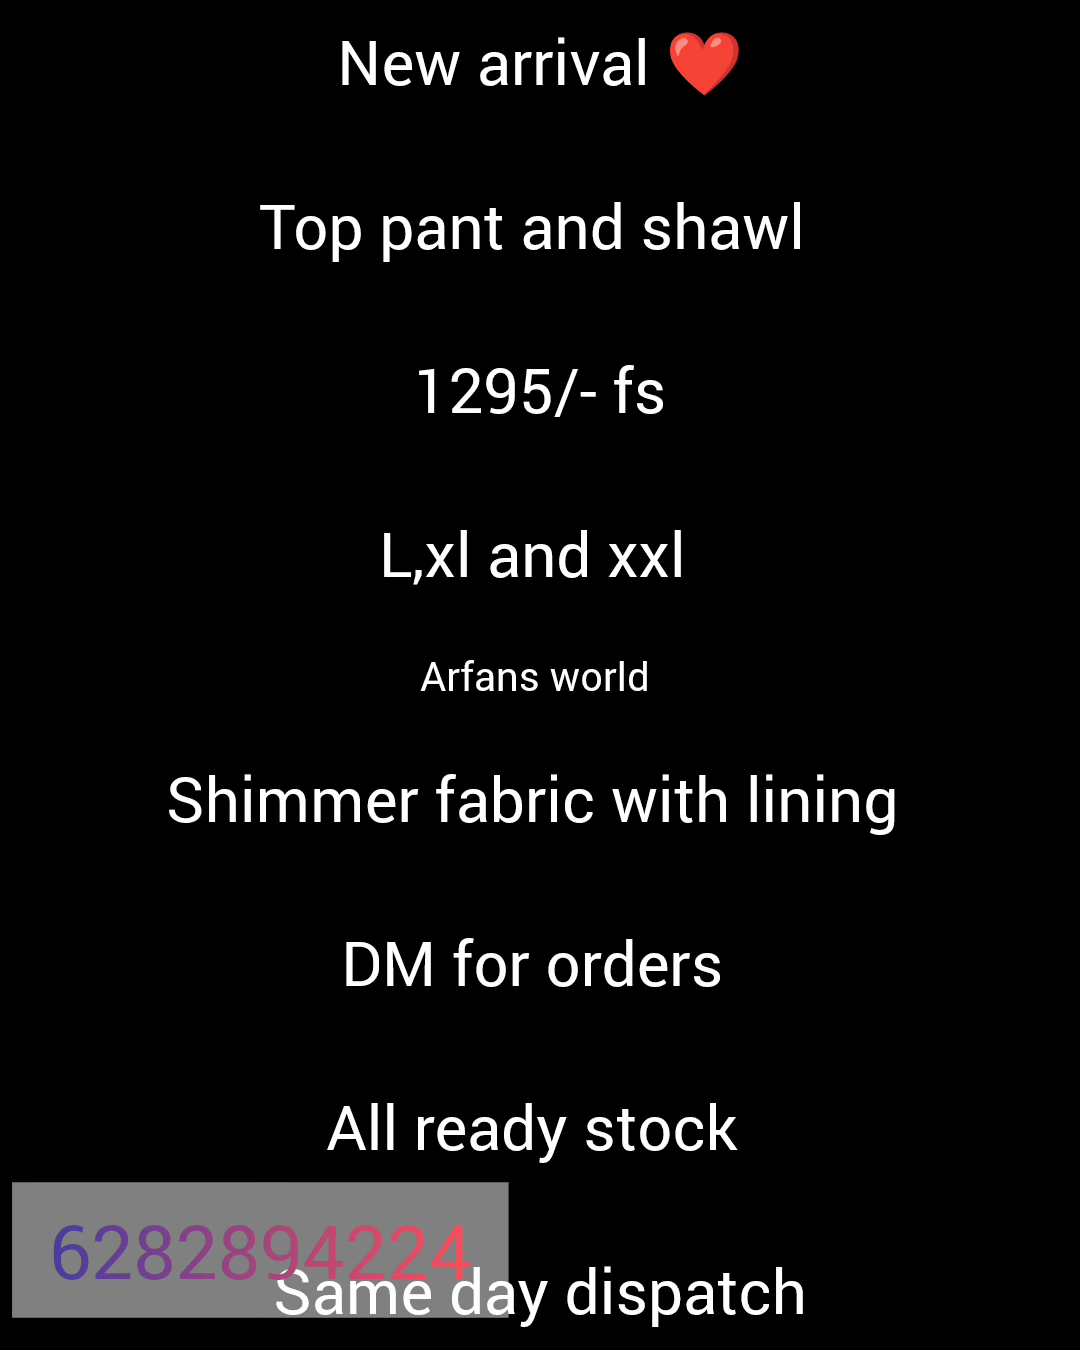 New arrival ❤️
Top pant and shawl
1295/- fs
L,xl and xxl
Arfans world
Shimmer fabric with lining
DM for orders
All ready stock
6282894224
Same day dispatch